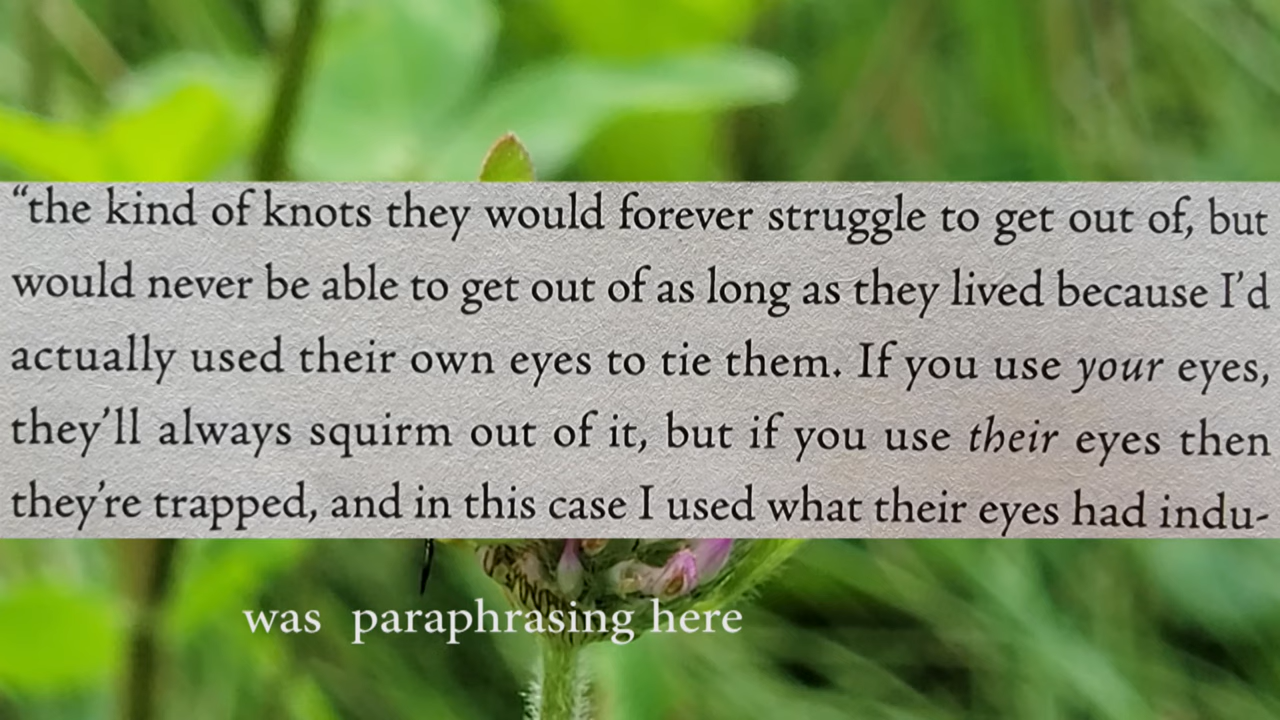 “the kind of knots they would forever struggle to get out of, but
would never be able to get out of as long as they lived because I’d
actually used their own eyes to tie them. If you use your eyes,
they’ll always squirm out of it, but if you use their eyes then
they’re trapped, and in this case I used what their eyes had indu-
was paraphrasing here